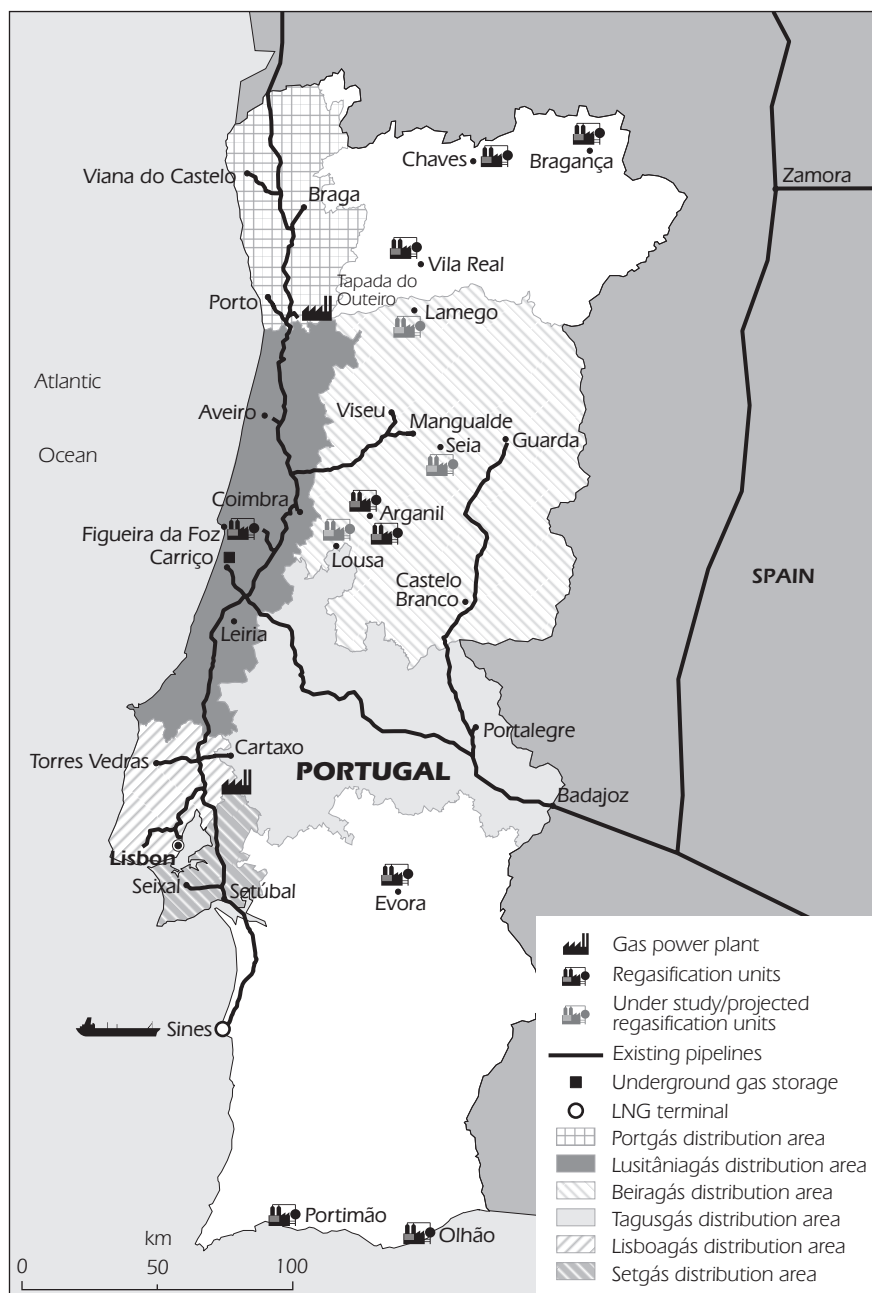 Chaves
Bragança
Zamora
Viana do Castelo
Braga
Vila Real
Tapada do
Outeiro
Porto
Lamego
Atlantic
Ocean
Aveiro
Viseu
Mangualde
Seia
Guarda
Coimbra
Figueira da Foz
Arganil
Carriço
Lousa
Castelo
Branco
SPAIN
Leiria
Portalegre
Torres Vedras
Cartaxo
PORTUGAL
Badajoz
Lisbon
Seixal
Setúbal
Evora
Sines
Portimão
Olhão
km
0 50 100
Gas power plant
Regasification units
Under study/projected
regasification units
Existing pipelines
Underground gas storage
LNG terminal
Portgás distribution area
Lusitâniagás distribution area
Beiragás distribution area
Tagusgás distribution area
Lisboagás distribution area
Setgás distribution area